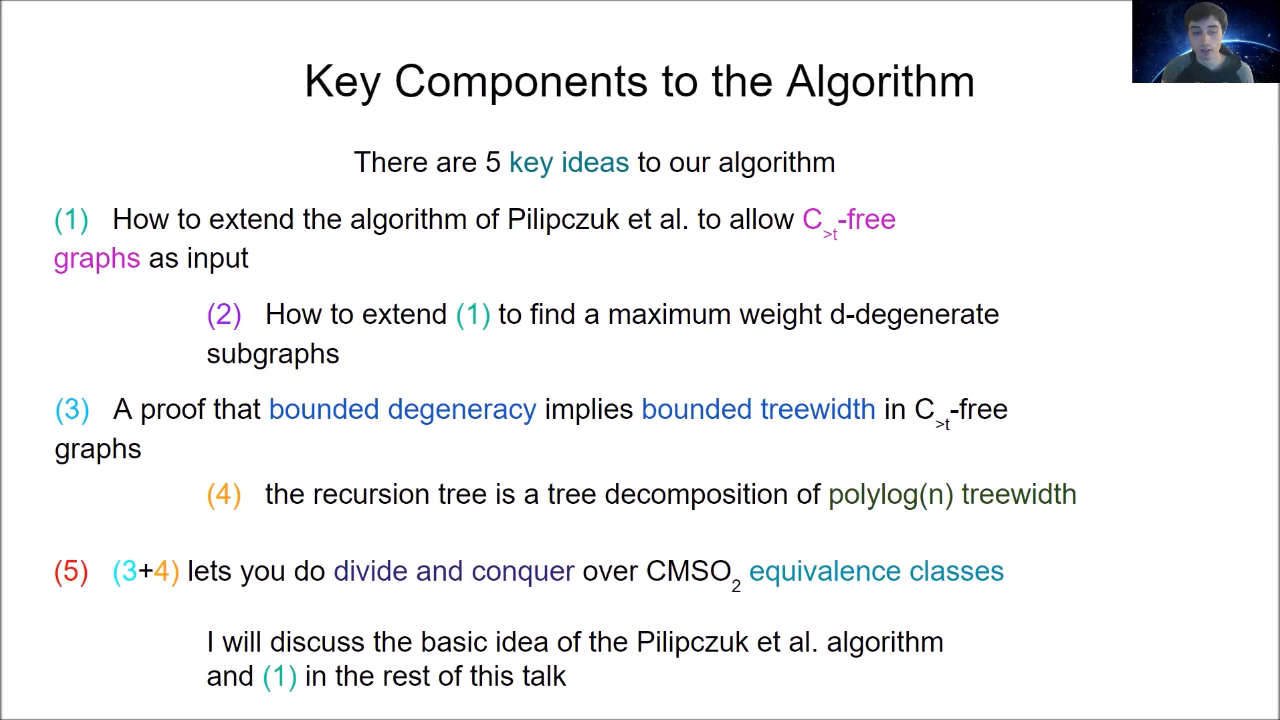 Key Components to the Algorithm
There are 5 key ideas to our algorithm
(1) How to extend the algorithm of Pilipczuk et al. to allow C>t-free
graphs as input
(2) How to extend (1) to find a maximum weight d-degenerate
subgraphs
(3) A proof that bounded degeneracy implies bounded treewidth in C>t-free
graphs
(4) the recursion tree is a tree decomposition of polylog(n) treewidth
(5) (3+4) lets you do divide and conquer over CMSO2 equivalence classes
I will discuss the basic idea of the Pilipczuk et al. algorithm
and (1) in the rest of this talk